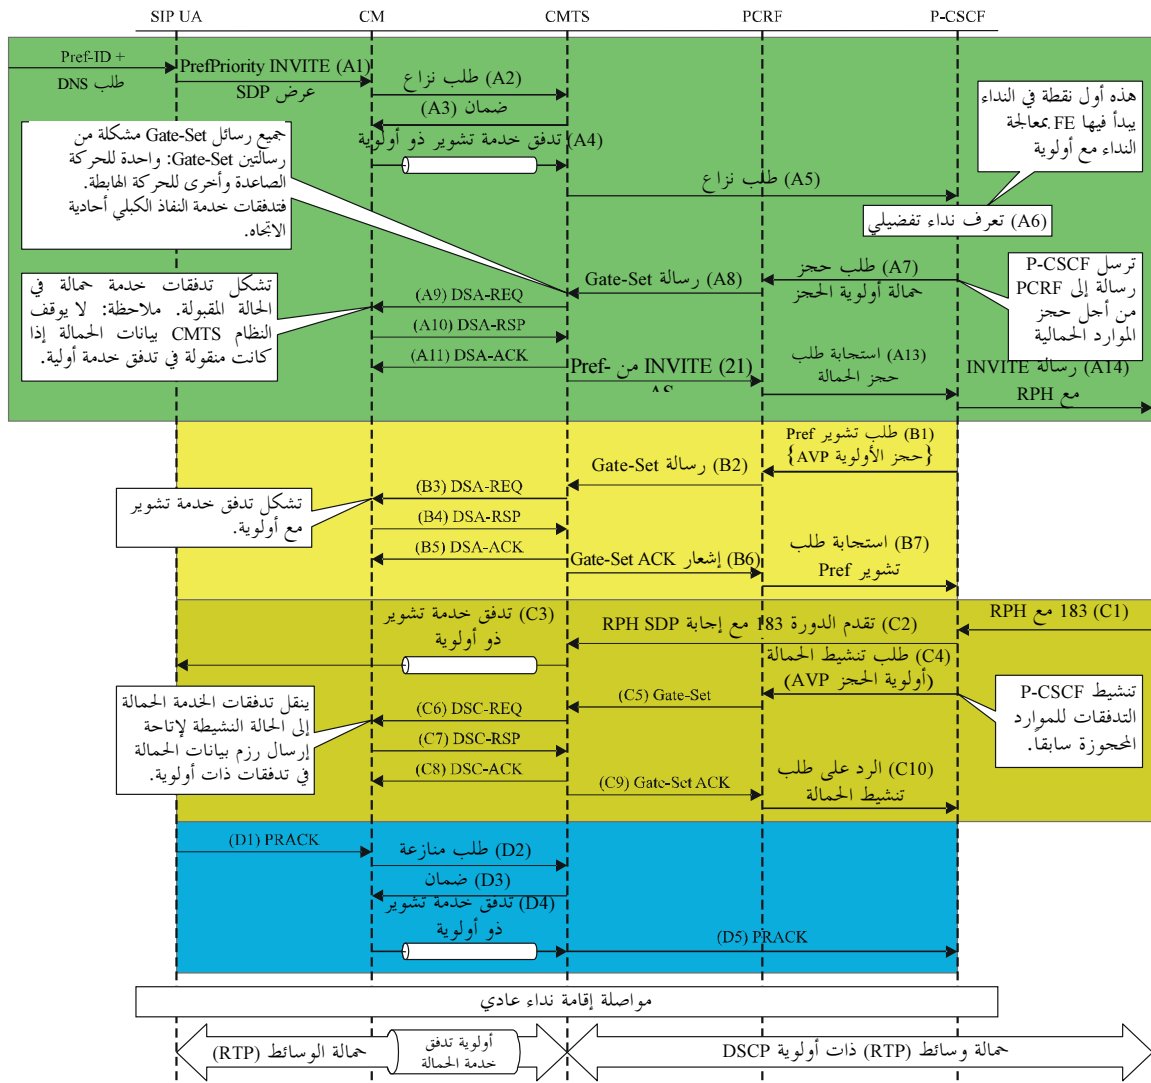 SIP UA
CM
CMTS
PCRF
P-CSCF
Pref-ID +
طلب DNS
PrefPriority INVITE (A1)
عرض SDP
(A2) طلب نزاع
(A3) ضمان
(A4) تدفق خدمة تشوير ذو أولوية
هذه أول نقطة في النداء
يبدأ فيها FE بمعالجة
النداء مع أولوية
جميع رسائل Gate-Set مشكلة من
رسالتين Gate-Set: واحدة للحركة
الصاعدة وأخرى للحركة الهابطة.
فتدفقات خدمة النفاذ الكبلي أحادية
الاتجاه.
(A5) طلب نزاع
(A6) تعرف نداء تفضيلي
(A7) طلب حجز
حمالة أولوية الحجز
(A8) رسالة Gate-Set
ترسل P-CSCF
رسالة إلى PCRF
من أجل حجز
الموارد الحمالية
تشكل تدفقات خدمة حمالة في
الحالة المقبولة. ملاحظة: لا يوقف
النظام CMTS بيانات الحمالة إذا
كانت منقولة في تدفق خدمة أولية.
(A9) DSA-REQ
(A10) DSA-RSP
(A11) DSA-ACK
(21) INVITE من Pref-
AS
(A13) استجابة طلب
حجز الحمالة
(A14) رسالة INVITE
مع RPH
(B1) طلب تشوير Pref
{حجز الأولوية AVP}
(B2) رسالة Gate-Set
(B3) DSA-REQ
تشكل تدفق خدمة تشوير
مع أولوية.
(B4) DSA-RSP
(B5) DSA-ACK
(B6) إشعار Gate-Set ACK
(B7) استجابة طلب
تشوير Pref
(C1) 183 مع RPH
(C2) تقدم الدورة 183 مع إجابة RPH SDP
(C3) تدفق خدمة تشوير
ذو أولوية
(C4) طلب تنشيط الحمالة
(أولوية الحجز AVP)
(C5) Gate-Set
تنشيط P-CSCF
التدفقات للموارد
المحجوزة سابقاً.
ينقل تدفقات الخدمة الحمالة
إلى الحالة النشيطة لإتاحة
إرسال رزم بيانات الحمالة
في تدفقات ذات أولوية.
(C6) DSC-REQ
(C7) DSC-RSP
(C8) DSC-ACK
(C9) Gate-Set ACK
(C10) الرد على طلب
تنشيط الحمالة
(D1) PRACK
(D2) طلب منازعة
(D3) ضمان
(D4) تدفق خدمة تشوير
ذو أولوية
(D5) PRACK
مواصلة إقامة نداء عادي
حمالة الوسائط (RTP)
أولوية تدفق
خدمة الحمالة
حمالة وسائط (RTP) ذات أولوية DSCP